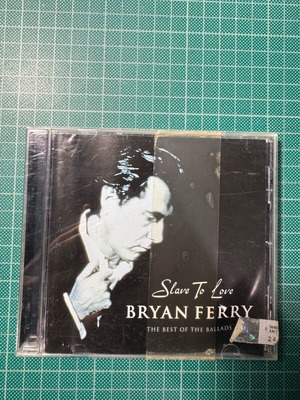 Slave To Love
BRYAN FERRY
THE BEST OF THE BALLADS